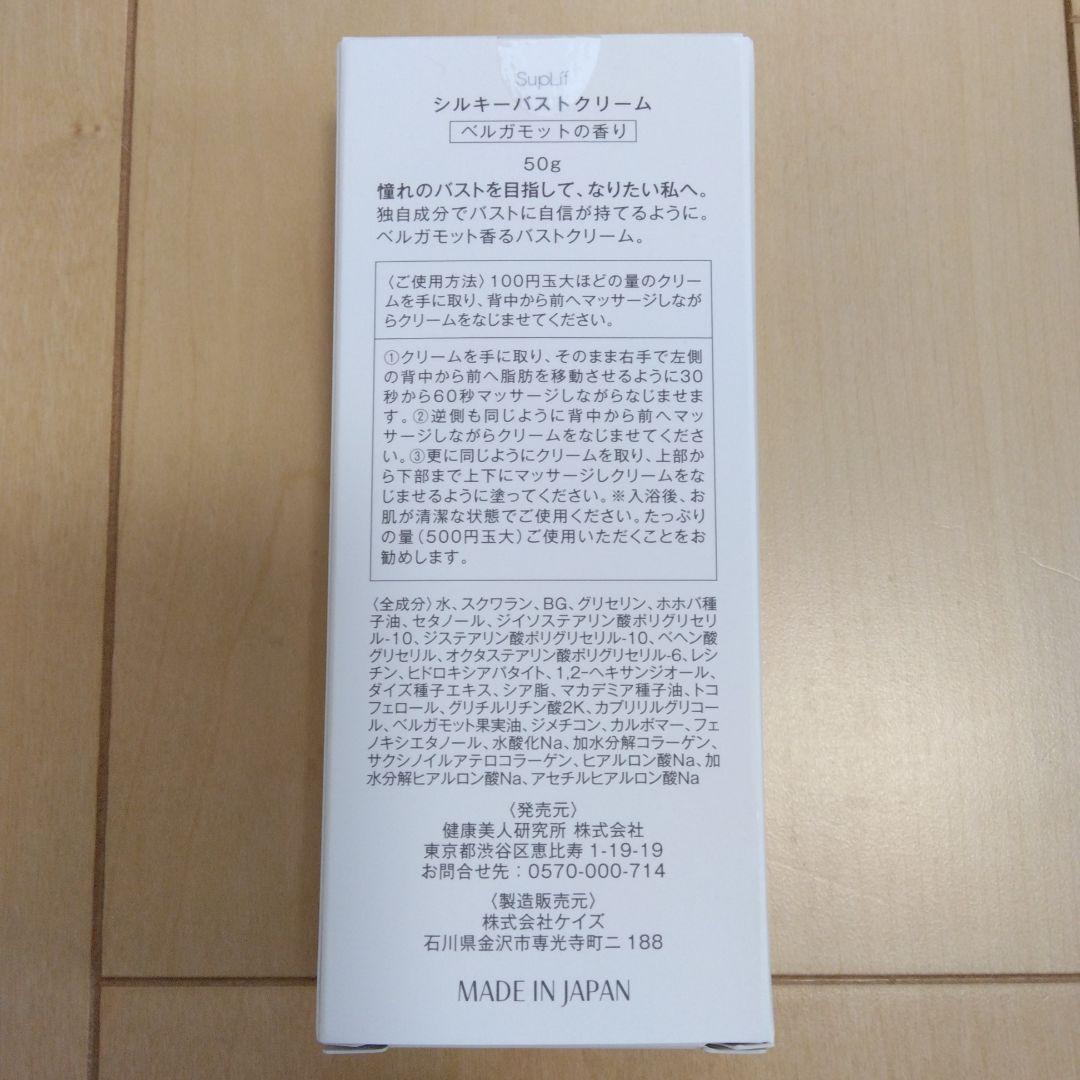 SupLif
シルキーバストクリーム
ベルガモットの香り
50g
憧れのバストを目指して、なりたい私へ。
独自成分でバストに自信が持てるように。
ベルガモット香るバストクリーム。
〈ご使用方法〉100円玉大ほどの量のクリー
ムを手に取り、背中から前へマッサージしなが
らクリームをなじませてください。
①クリームを手に取り、そのまま右手で左側
の背中から前へ脂肪を移動させるように30
秒から60秒マッサージしながらなじませま
す。②逆側も同じように背中から前へマッ
サージしながらクリームをなじませてくださ
い。③更に同じようにクリームを取り、上部か
ら下部まで上下にマッサージしクリームをな
じませるように塗ってください。※入浴後、お
肌が清潔な状態でご使用ください。たっぷり
の量(500円玉大)ご使用いただくことをお
勧めします。
〈全成分〉水、スクワラン、BG、グリセリン、ホホバ種
子油、セタノール、ジイソステアリン酸ポリグリセリ
ル-10、ジステアリン酸ポリグリセリル-10、ベヘン酸
グリセリル、オクタステアリン酸ポリグリセリル-6、レシ
チン、ヒドロキシアパタイト、1,2-ヘキサンジオール、
ダイズ種子エキス、シア脂、マカデミア種子油、トコ
フェロール、グリチルリチン酸2K、カプリリルグリコー
ル、ベルガモット果実油、ジメチコン、カルボマー、フェ
ノキシエタノール、水酸化Na、加水分解コラーゲン、
サクシノイルアテロコラーゲン、ヒアルロン酸Na、加
水分解ヒアルロン酸Na、アセチルヒアルロン酸Na
〈発売元〉
健康美人研究所 株式会社
東京都渋谷区恵比寿 1-19-19
お問合せ先：0570-000-714
〈製造販売元〉
株式会社ケイズ
石川県金沢市専光寺町ニ 188
MADE IN JAPAN